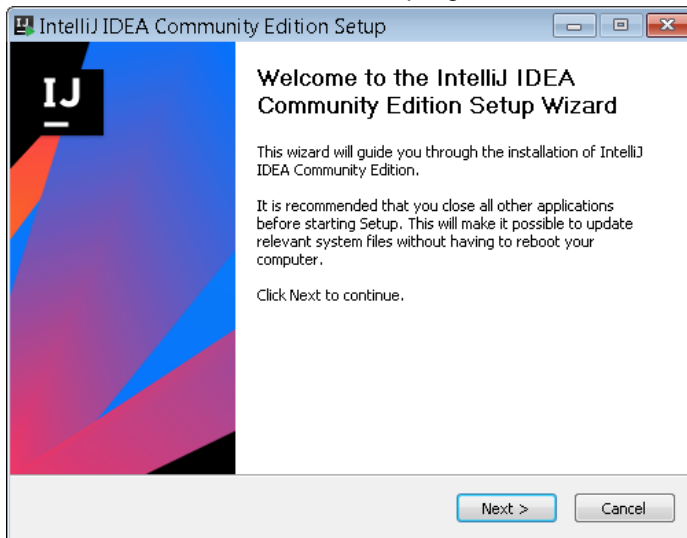 IntelliJ IDEA Community Edition Setup
IJ
Welcome to the IntelliJ IDEA
Community Edition Setup Wizard
This wizard will guide you through the installation of IntelliJ
IDEA Community Edition.
It is recommended that you close all other applications
before starting Setup. This will make it possible to update
relevant system files without having to reboot your
computer.
Click Next to continue.
Next >
Cancel